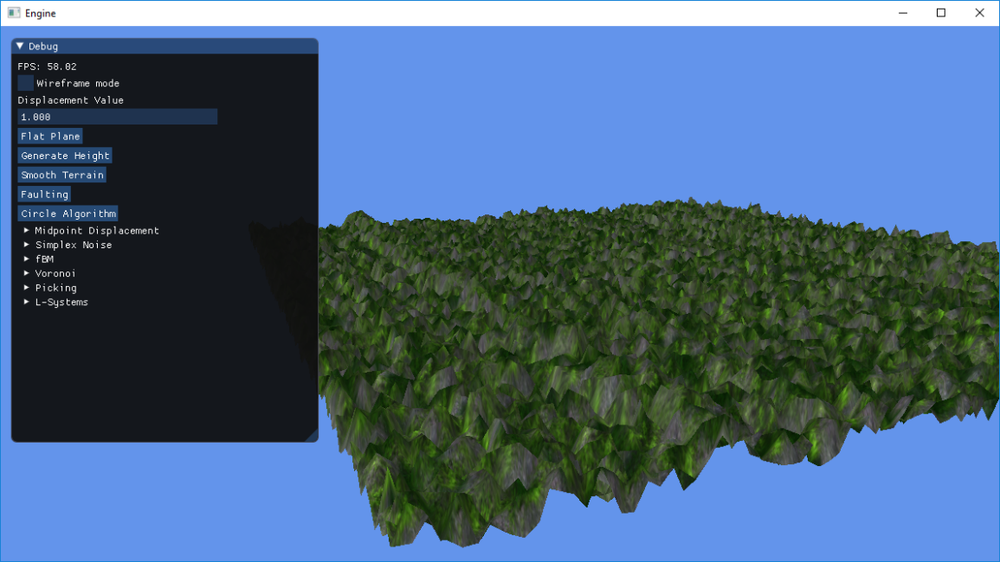 Engine
Debug
FPS: 58.02
Wireframe mode
Displacement Value
1.000
Flat Plane
Generate Height
Smooth Terrain
Faulting
Circle Algorithm
Midpoint Displacement
Simplex Noise
fBM
Voronoi
Picking
L-Systems